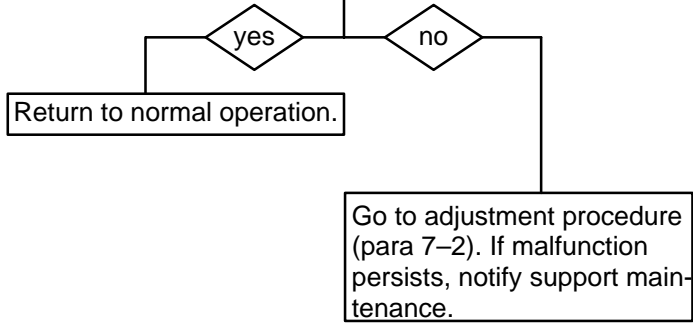 yes
no
Return to normal operation.
Go to adjustment procedure
(para 7–2). If malfunction
persists, notify support main-
tenance.